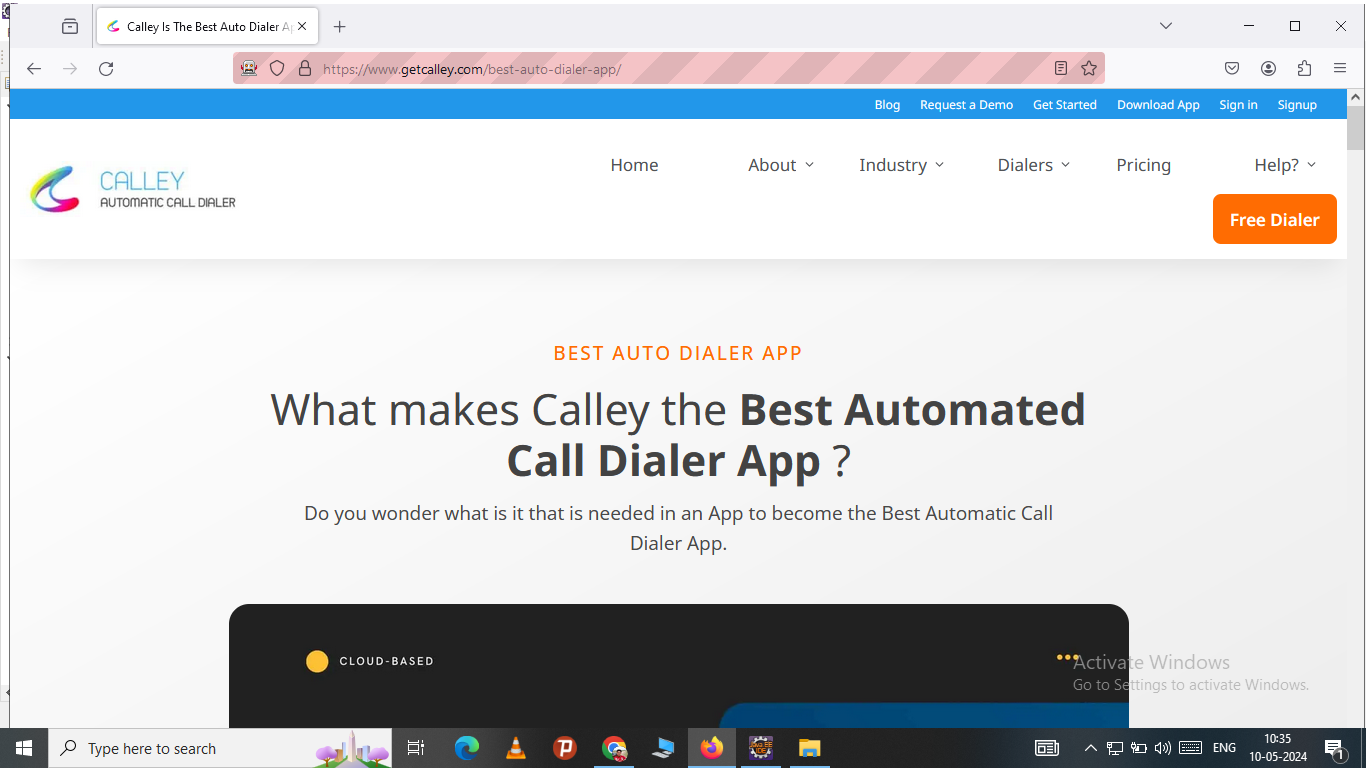 Calley Is The Best Auto Dialer Ap
https://www.getcalley.com/best-auto-dialer-app/
Blog Request a Demo Get Started Download App Sign in Signup
Home About Industry Dialers Pricing Help?
CALLEY
AUTOMATIC CALL DIALER
Free Dialer
BEST AUTO DIALER APP
What makes Calley the Best Automated
Call Dialer App ?
Do you wonder what is it that is needed in an App to become the Best Automatic Call
Dialer App.
CLOUD-BASED
Activate Windows
Go to Settings to activate Windows.
Type here to search
ENG
10:35
10-05-2024
1